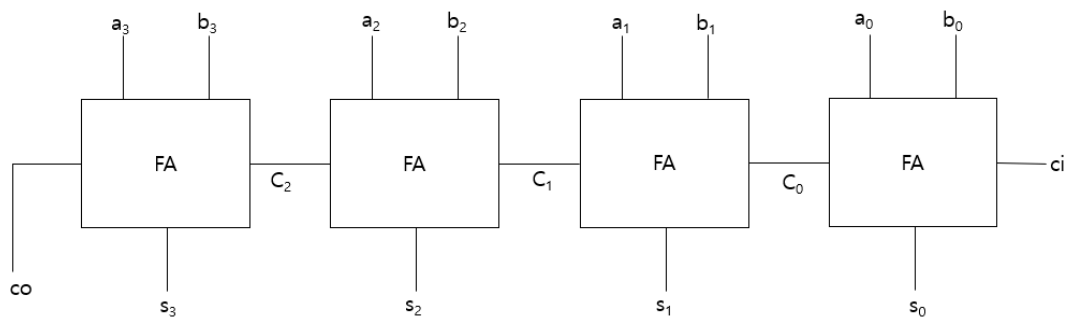 a₃ b₃ a₂ b₂ a₁ b₁ a₀ b₀
FA FA FA FA ci
C₂ C₁ C₀
co s₃ s₂ s₁ s₀